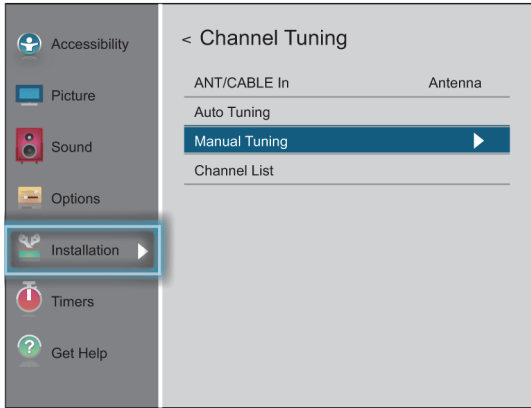 Accessibility
Picture
Sound
Options
Installation
Timers
Get Help
< Channel Tuning
ANT/CABLE In Antenna
Auto Tuning
Manual Tuning
Channel List